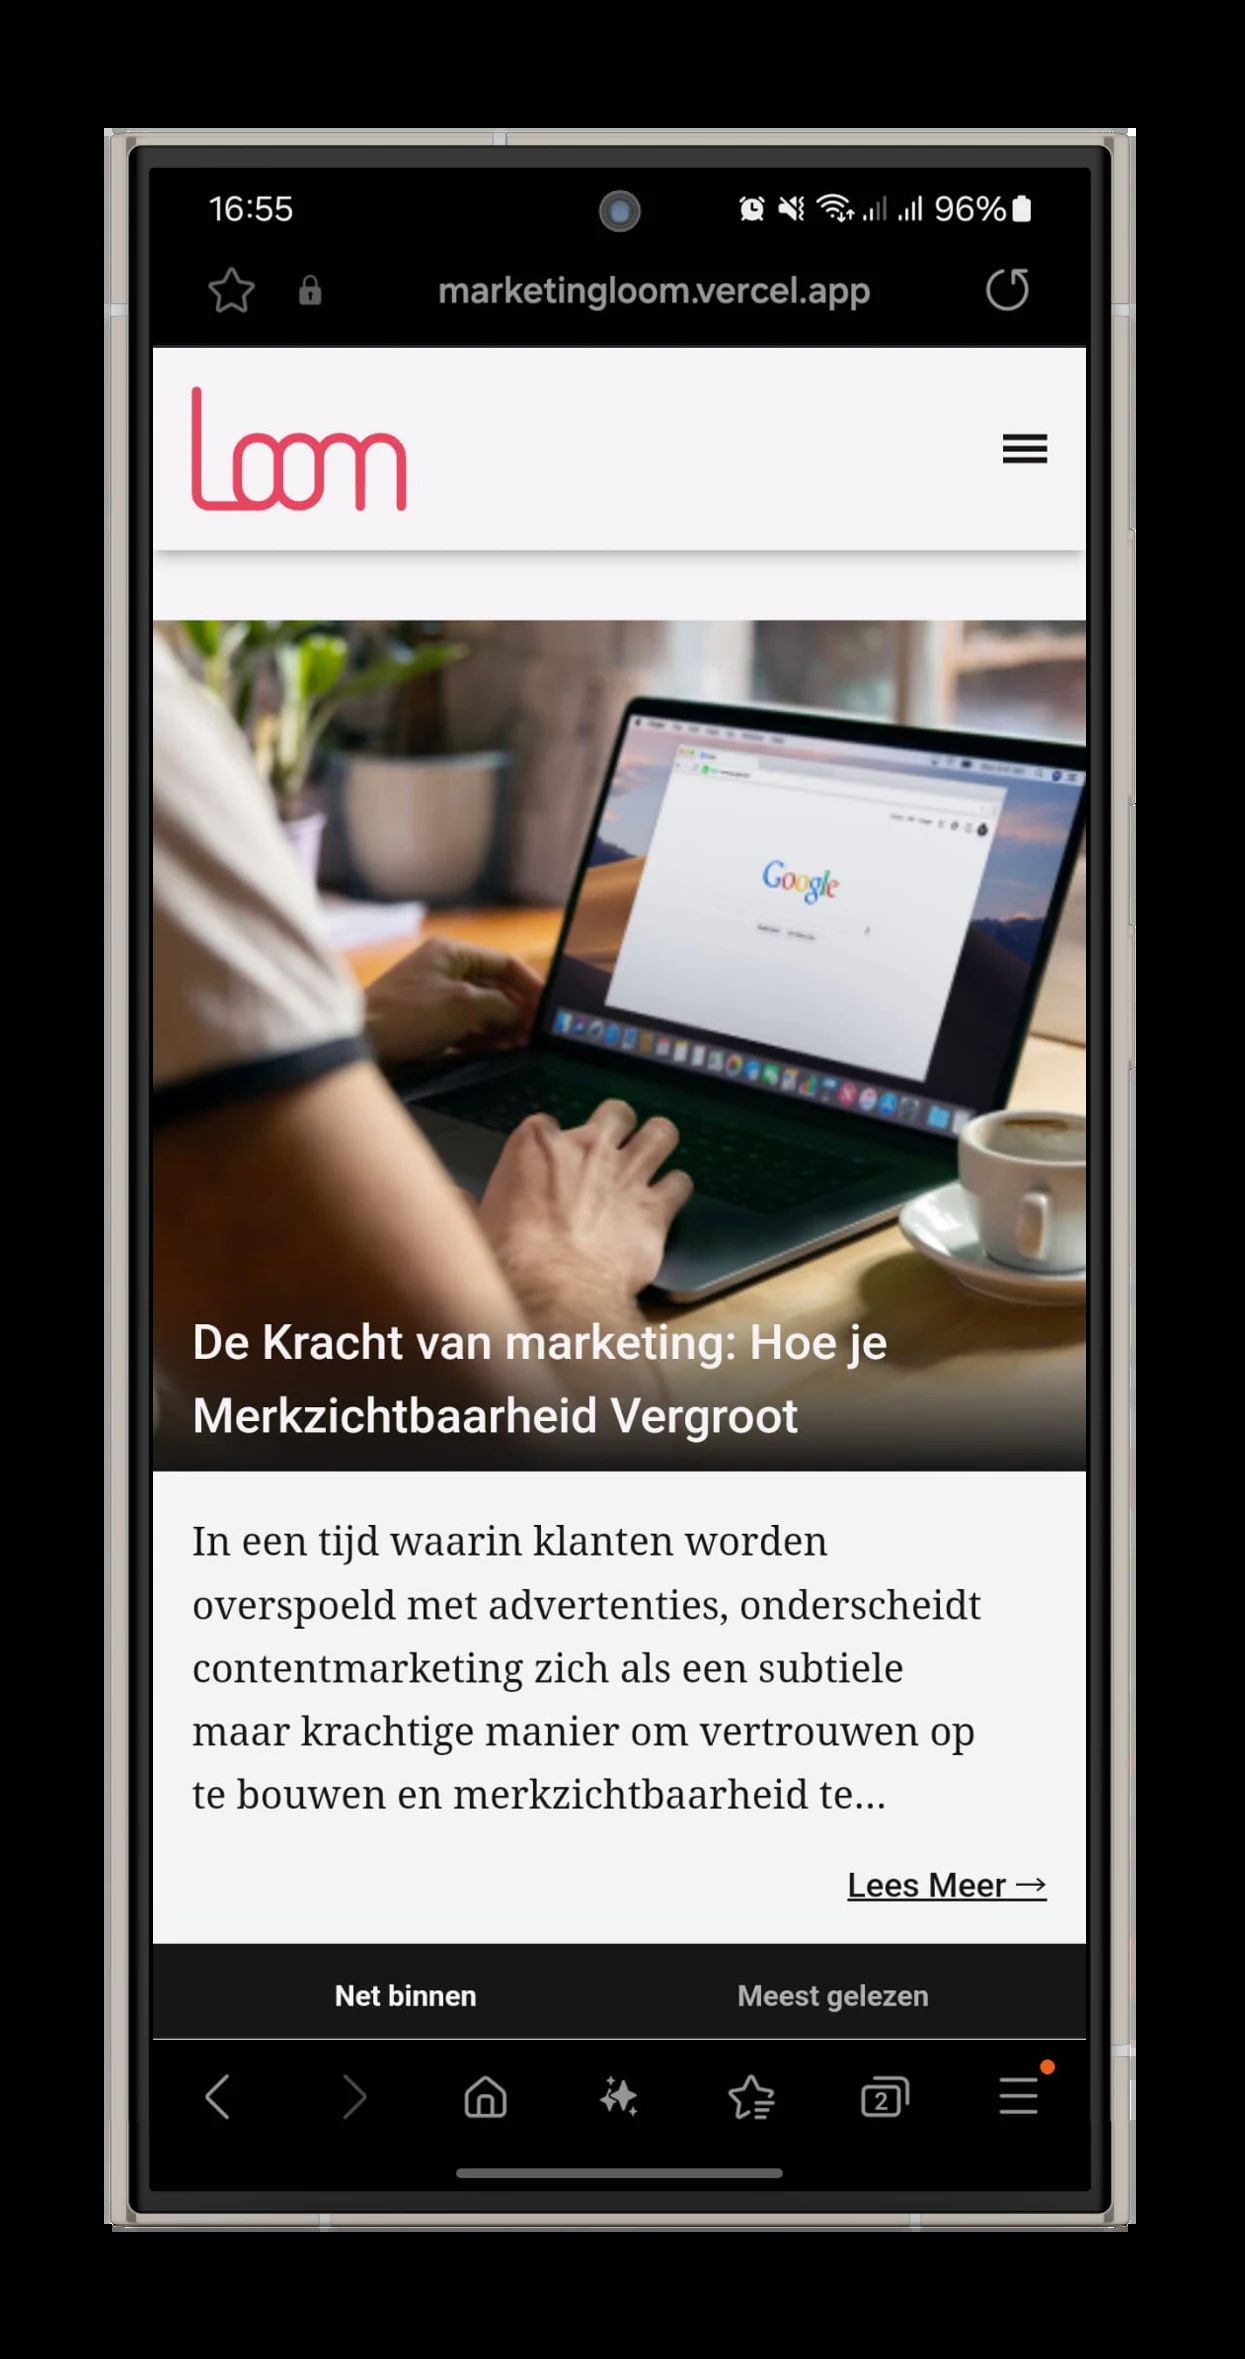 16:55
96%
marketingloom.vercel.app
Loom
Google
De Kracht van marketing: Hoe je
Merkzichtbaarheid Vergroot
In een tijd waarin klanten worden
overspoeld met advertenties, onderscheidt
contentmarketing zich als een subtiele
maar krachtige manier om vertrouwen op
te bouwen en merkzichtbaarheid te...
Lees Meer →
Net binnen
Meest gelezen
2